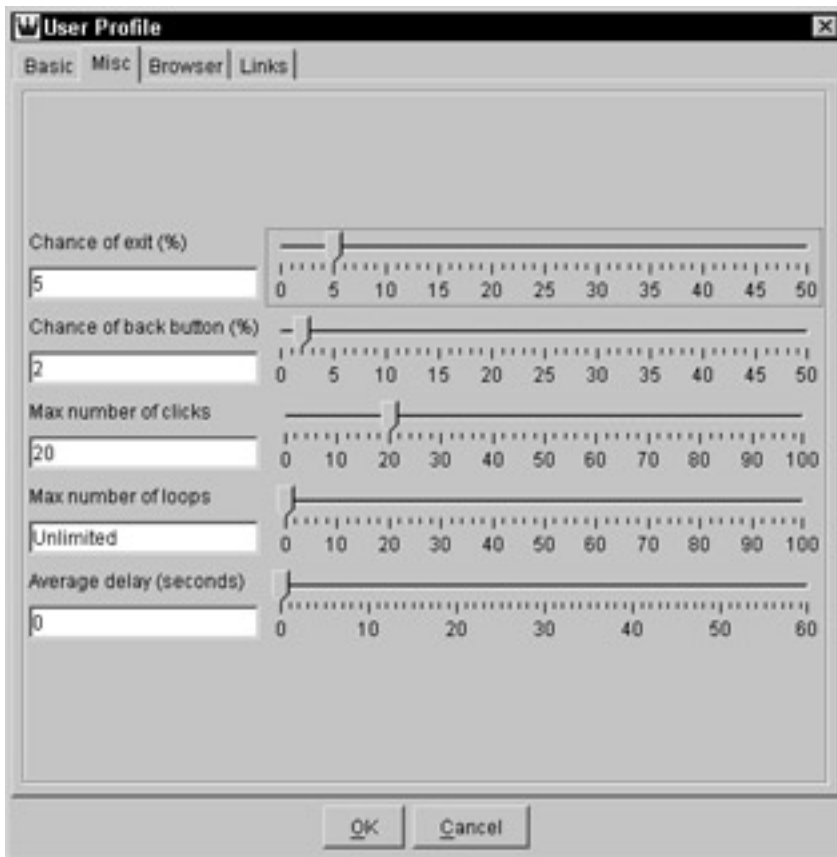 User Profile
Basic Misc Browser Links
Chance of exit (%)
5
0 5 10 15 20 25 30 35 40 45 50
Chance of back button (%)
2
0 5 10 15 20 25 30 35 40 45 50
Max number of clicks
20
0 10 20 30 40 50 60 70 80 90 100
Max number of loops
Unlimited
0 10 20 30 40 50 60 70 80 90 100
Average delay (seconds)
0
0 10 20 30 40 50 60
OK Cancel